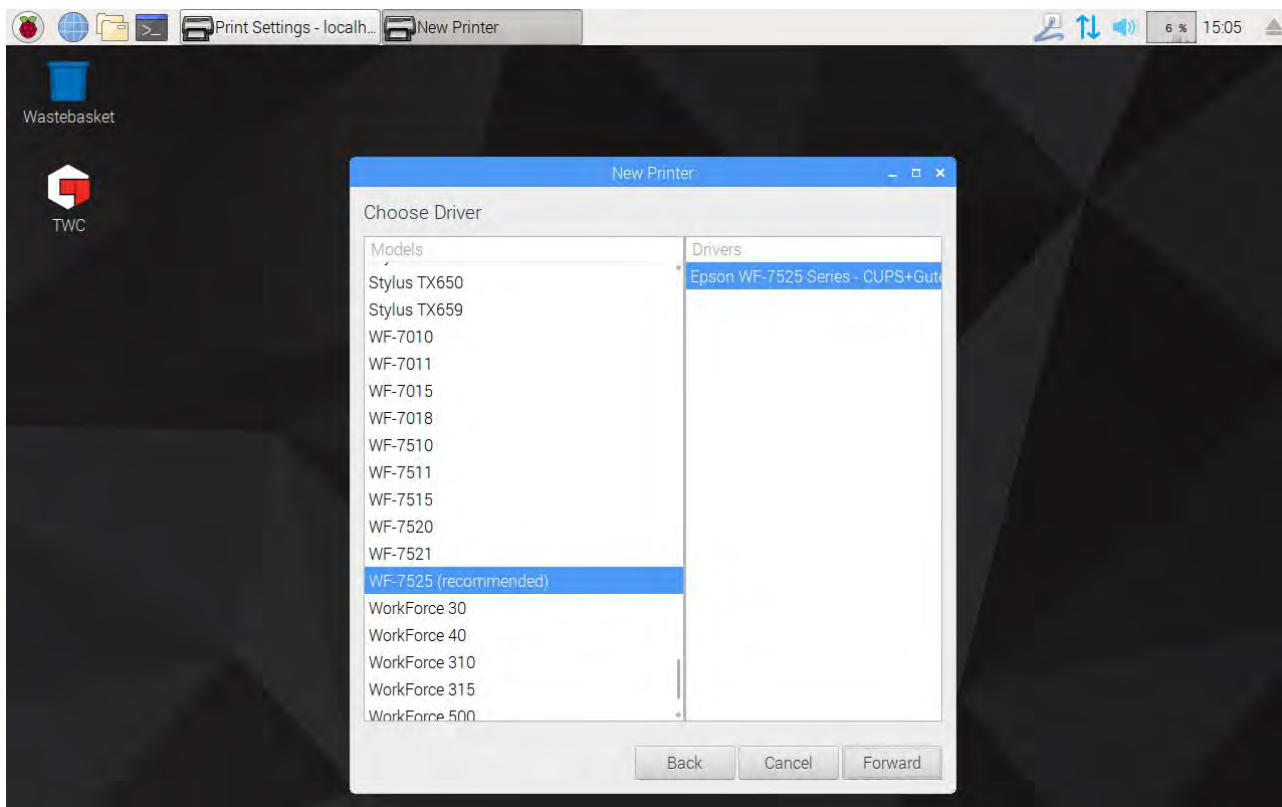 Print Settings - localh...
New Printer
6 %
15:05
Wastebasket
TWC
New Printer
Choose Driver
Models
Drivers
Stylus TX650
Epson WF-7525 Series - CUPS+Gut
Stylus TX659
WF-7010
WF-7011
WF-7015
WF-7018
WF-7510
WF-7511
WF-7515
WF-7520
WF-7521
WF-7525 (recommended)
WorkForce 30
WorkForce 40
WorkForce 310
WorkForce 315
WorkForce 500
Back
Cancel
Forward